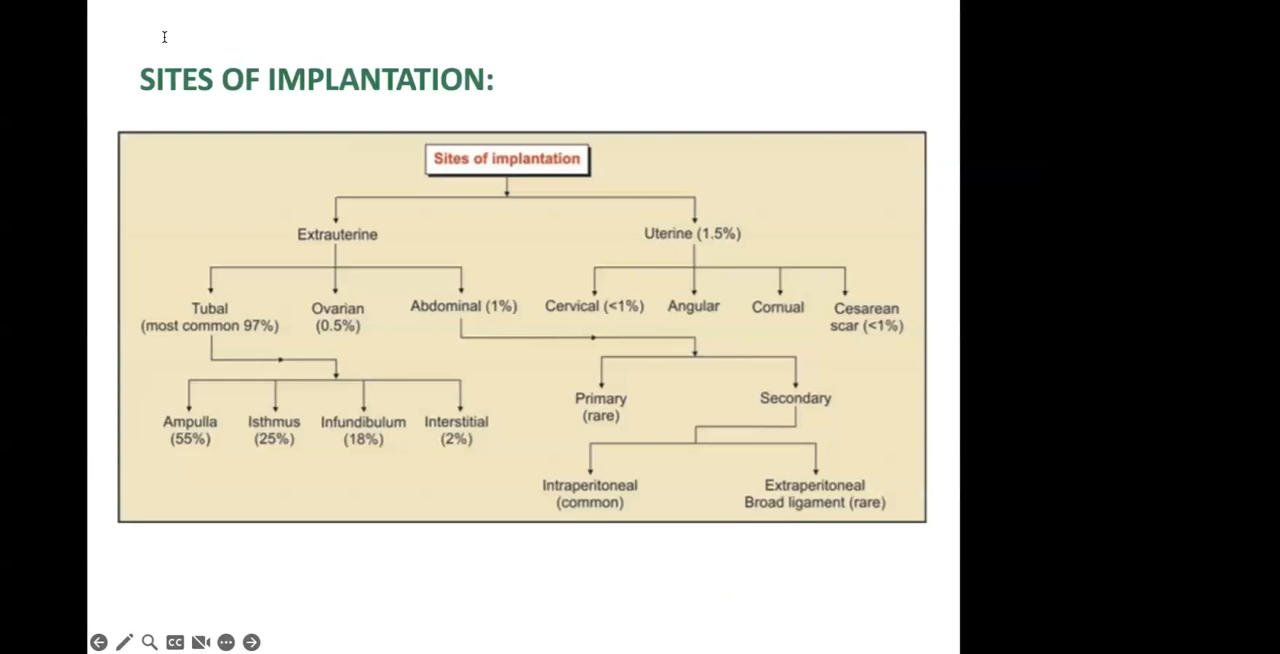 SITES OF IMPLANTATION:
Sites of implantation
Extrauterine
Uterine (1.5%)
Tubal
(most common 97%)
Ovarian
(0.5%)
Abdominal (1%)
Cervical (<1%)
Angular
Cornual
Cesarean
scar (<1%)
Primary
(rare)
Secondary
Ampulla
(55%)
Isthmus
(25%)
Infundibulum
(18%)
Interstitial
(2%)
Intraperitoneal
(common)
Extraperitoneal
Broad ligament (rare)
CC